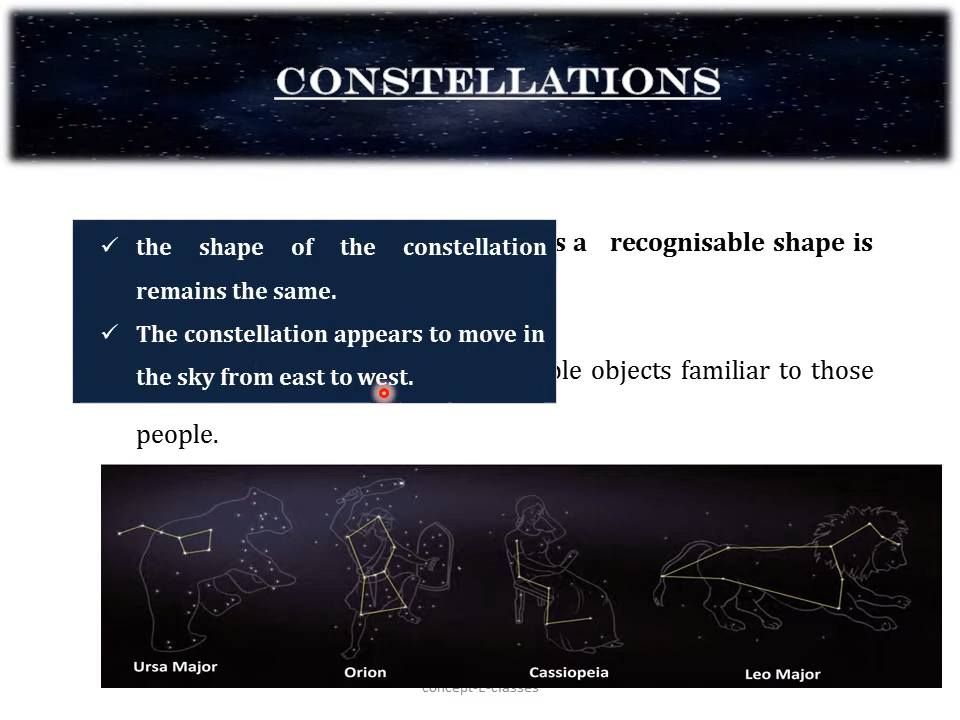 CONSTELLATIONS
the shape of the constellation
remains the same.
The constellation appears to move in
the sky from east to west.
a recognisable shape is
objects familiar to those
people.
Ursa Major
Orion
Cassiopeia
Leo Major
concept-E-classes